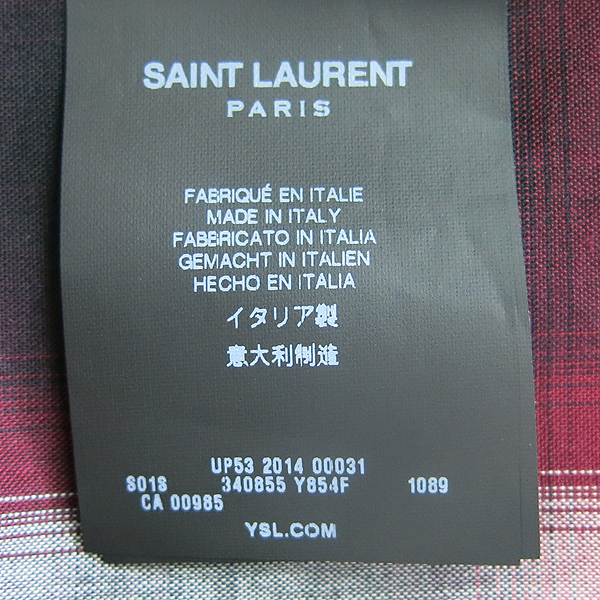 SAINT LAURENT
PARIS
FABRIQUÉ EN ITALIE
MADE IN ITALY
FABBRICATO IN ITALIA
GEMACHT IN ITALIEN
HECHO EN ITALIA
イタリア製
意大利制造
UP53 2014 00031
S01S 340855 Y854F 1089
CA 00985
YSL.COM